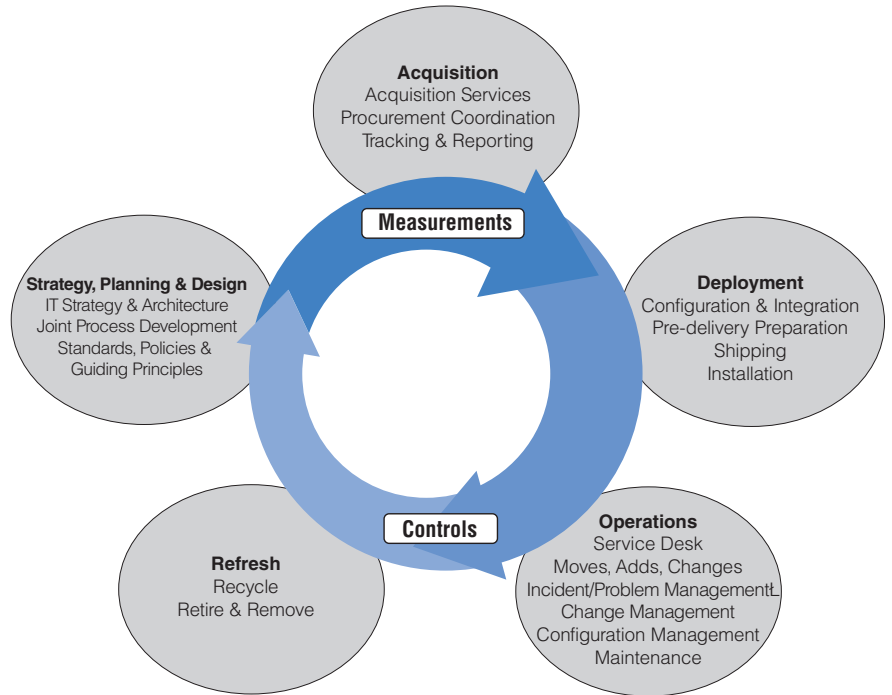 Acquisition
Acquisition Services
Procurement Coordination
Tracking & Reporting
Measurements
Strategy, Planning & Design
IT Strategy & Architecture
Joint Process Development
Standards, Policies &
Guiding Principles
Deployment
Configuration & Integration
Pre-delivery Preparation
Shipping
Installation
Controls
Operations
Service Desk
Moves, Adds, Changes
Incident/Problem ManagementŁ
Change Management
Configuration Management
Maintenance
Refresh
Recycle
Retire & Remove